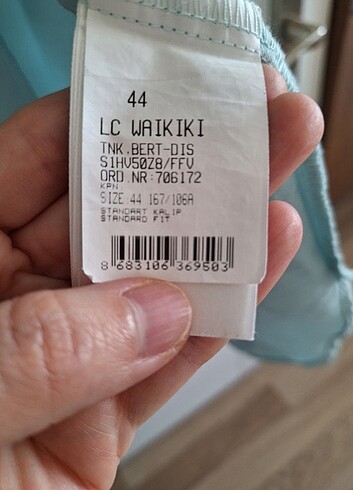 44
LC WAIKIKI
TNK.BERT-DIS
S1HV50Z8/FFV
ORD.NR:706172
KPN:
SIZE 44 167/106A
STANDART KALIP
STANDARD FIT
8 683106 369503